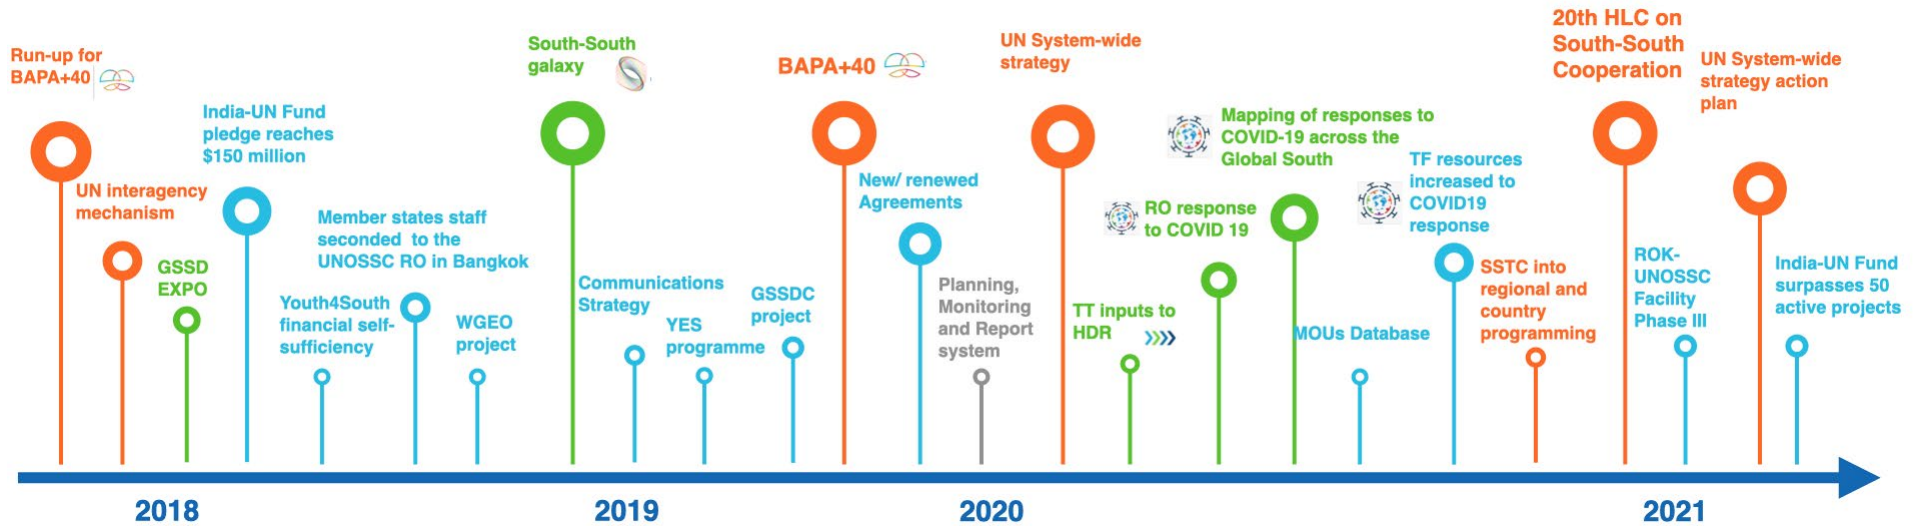 Run-up for
BAPA+40
UN interagency
mechanism
GSSD
EXPO
India-UN Fund
pledge reaches
$150 million
Youth4South
financial self-
sufficiency
Member states staff
seconded to the
UNOSSC RO in Bangkok
WGEO
project
South-South
galaxy
Communications
Strategy
YES
programme
GSSDC
project
BAPA+40
New/ renewed
Agreements
Planning,
Monitoring
and Report
system
UN System-wide
strategy
TT inputs to
HDR
RO response
to COVID 19
Mapping of responses to
COVID-19 across the
Global South
MOUs Database
TF resources
increased to
COVID19
response
SSTC into
regional and
country
programming
20th HLC on
South-South
Cooperation
ROK-
UNOSSC
Facility
Phase III
UN System-wide
strategy action
plan
India-UN Fund
surpasses 50
active projects
2018
2019
2020
2021